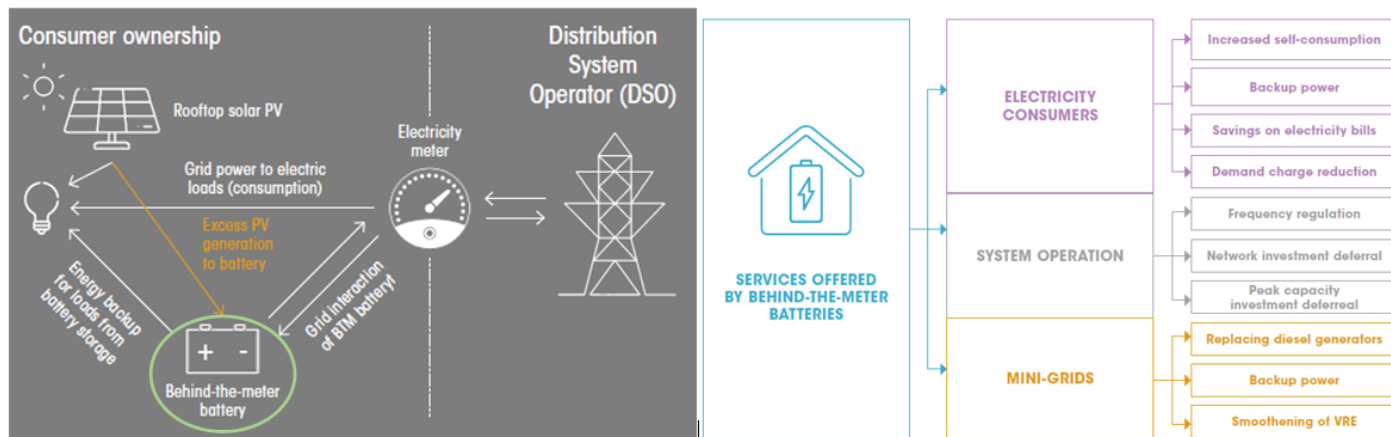 Consumer ownership
Distribution
System
Operator (DSO)
Rooftop solar PV
Electricity
meter
Grid power to electric
loads (consumption)
Excess PV
generation
to battery
Energy backup
for loads from
battery storage
Grid interaction
of BTM battery†
+ -
Behind-the-meter
battery
SERVICES OFFERED
BY BEHIND-THE-METER
BATTERIES
ELECTRICITY
CONSUMERS
Increased self-consumption
Backup power
Savings on electricity bills
Demand charge reduction
SYSTEM OPERATION
Frequency regulation
Network investment deferral
Peak capacity
investment deferreal
MINI-GRIDS
Replacing diesel generators
Backup power
Smoothening of VRE